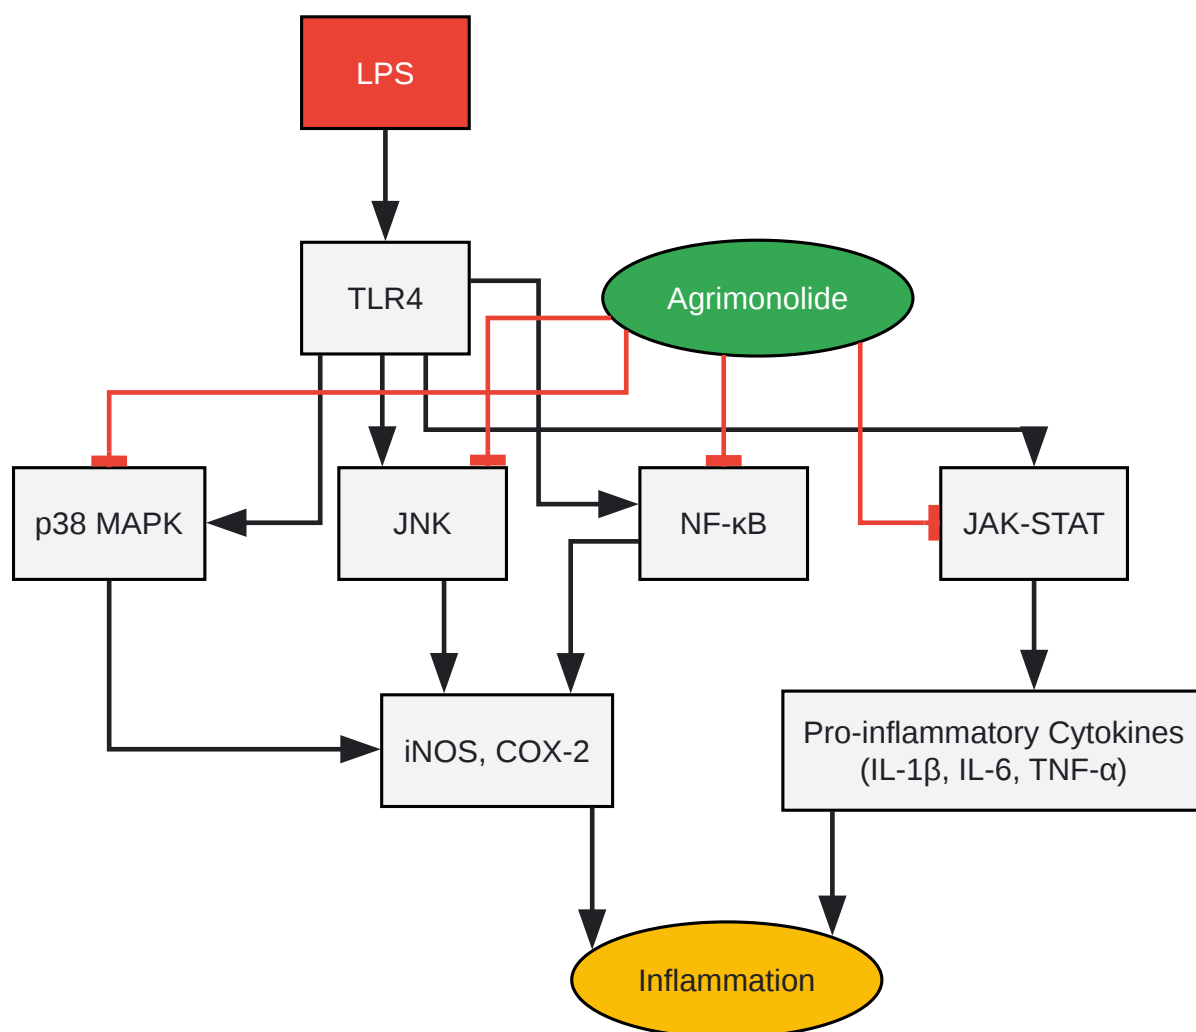 LPS
TLR4
Agrimonolide
p38 MAPK
JNK
NF-κB
JAK-STAT
iNOS, COX-2
Pro-inflammatory Cytokines
(IL-1β, IL-6, TNF-α)
Inflammation